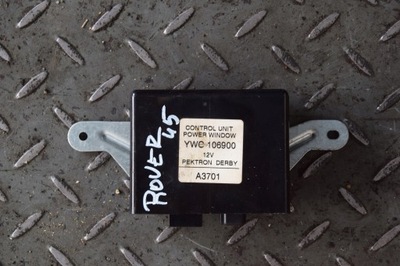 ROVER 45
CONTROL UNIT
POWER WINDOW
YWC 106900
12V
PEKTRON DERBY
A3701